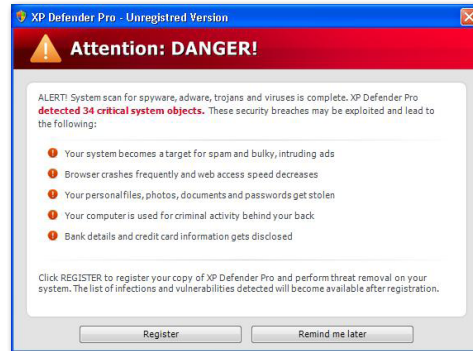 XP Defender Pro - Unregistred Version
Attention: DANGER!
ALERT! System scan for spyware, adware, trojans and viruses is complete. XP Defender Pro
detected 34 critical system objects. These security breaches may be exploited and lead to
the following:
Your system becomes a target for spam and bulky, intruding ads
Browser crashes frequently and web access speed decreases
Your personal files, photos, documents and passwords get stolen
Your computer is used for criminal activity behind your back
Bank details and credit card information gets disclosed
Click REGISTER to register your copy of XP Defender Pro and perform threat removal on your
system. The list of infections and vulnerabilities detected will become available after registration.
Register
Remind me later